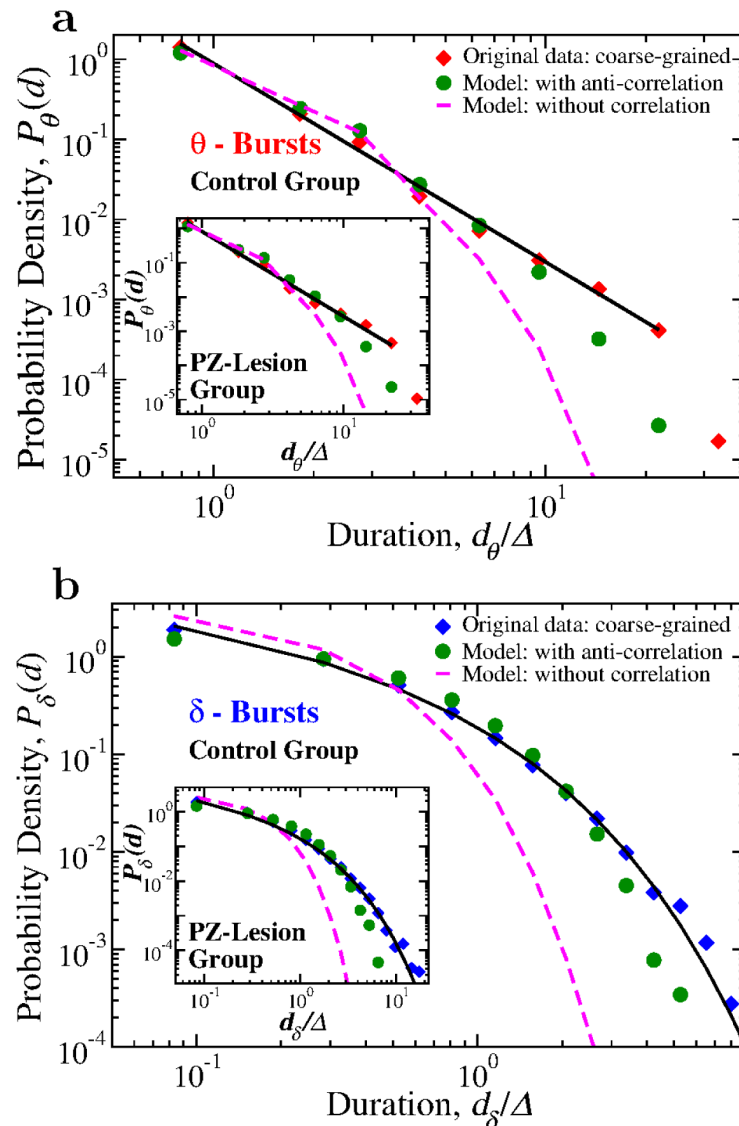 a
Probability Density, P_θ(d)
10^0
10^-1
10^-2
10^-3
10^-4
10^-5
Original data: coarse-grained
Model: with anti-correlation
Model: without correlation
θ - Bursts
Control Group
P_θ(d)
10^-1
10^-3
10^-5
PZ-Lesion
Group
10^0
10^1
d_θ/Δ
10^0
10^1
Duration, d_θ/Δ
b
Probability Density, P_δ(d)
10^0
10^-1
10^-2
10^-3
10^-4
Original data: coarse-grained
Model: with anti-correlation
Model: without correlation
δ - Bursts
Control Group
P_δ(d)
10^0
10^-2
10^-4
PZ-Lesion
Group
10^-1
10^0
10^1
d_δ/Δ
10^-1
10^0
Duration, d_δ/Δ